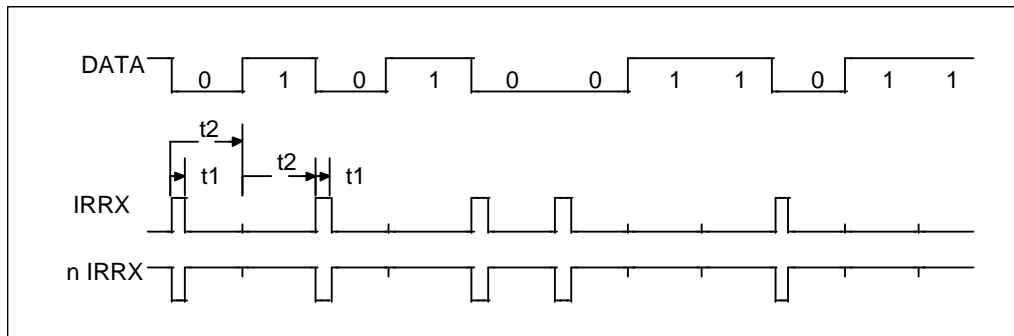 DATA
0 1 0 1 0 0 1 1 0 1 1
t2
t1 t2 t1
IRRX
n IRRX